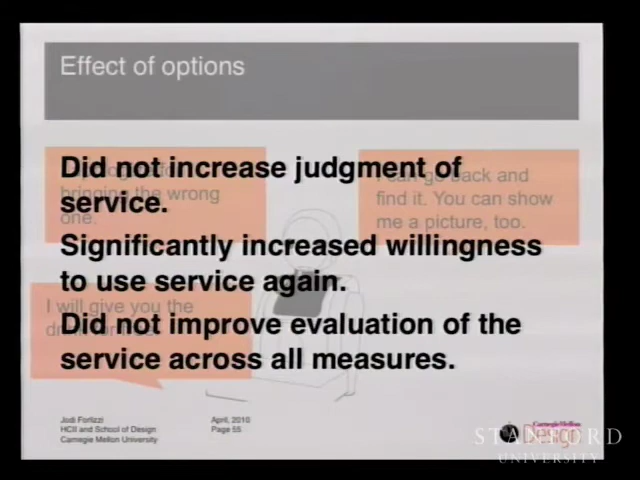 Effect of options
Did not increase judgment of
service.
Significantly increased willingness
to use service again.
Did not improve evaluation of the
service across all measures.
bringing the wrong
one.
go back and
find it. You can show
me a picture, too.
I will give you the
Jodi Forlizzi
HCII and School of Design
Carnegie Mellon University
April, 2010
Page 55
Carnegie Mellon
Design
STANFORD
UNIVERSITY